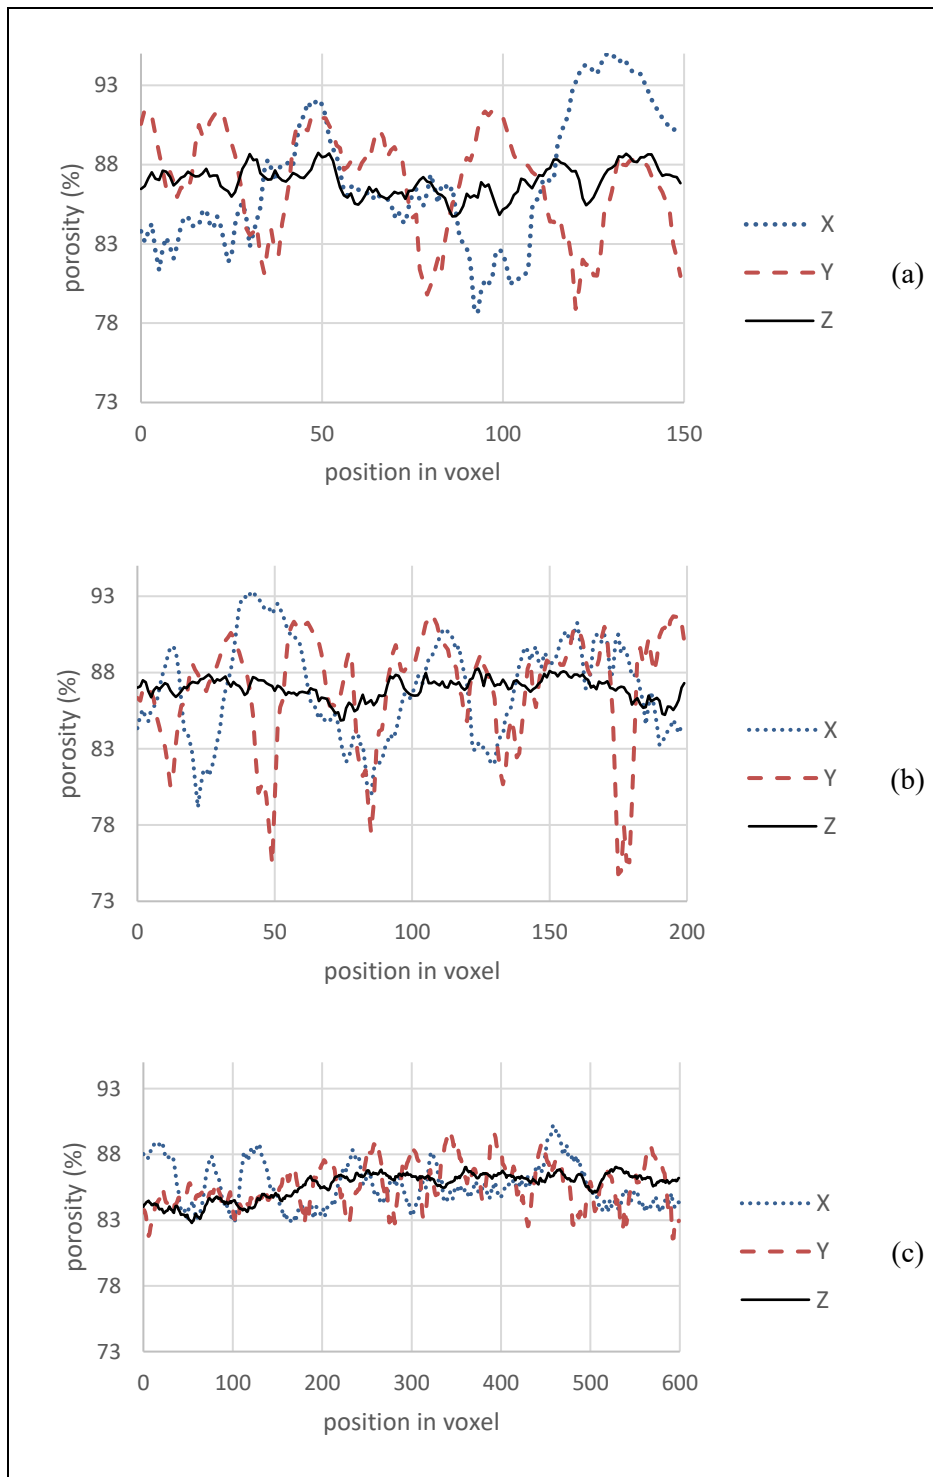 93
88
83
78
73
porosity (%)
0 50 100 150
position in voxel
X
Y
Z
(a)
93
88
83
78
73
porosity (%)
0 50 100 150 200
position in voxel
X
Y
Z
(b)
93
88
83
78
73
porosity (%)
0 100 200 300 400 500 600
position in voxel
X
Y
Z
(c)